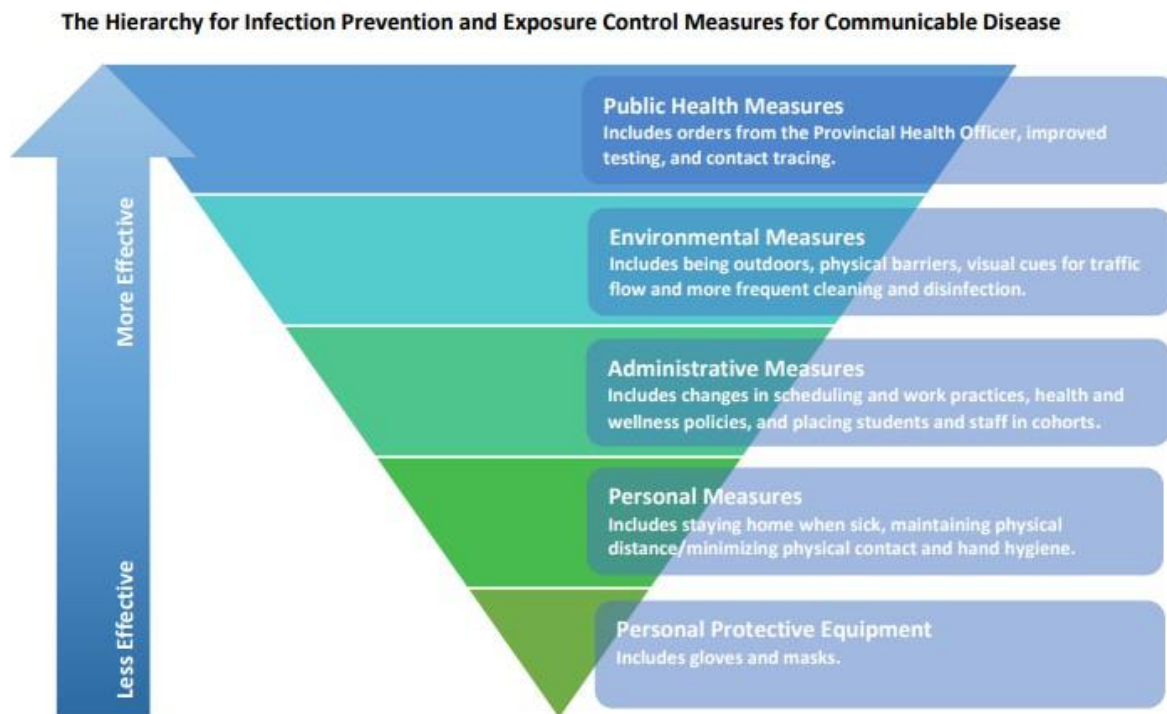 The Hierarchy for Infection Prevention and Exposure Control Measures for Communicable Disease
More Effective
Less Effective
Public Health Measures
Includes orders from the Provincial Health Officer, improved
testing, and contact tracing.
Environmental Measures
Includes being outdoors, physical barriers, visual cues for traffic
flow and more frequent cleaning and disinfection.
Administrative Measures
Includes changes in scheduling and work practices, health and
wellness policies, and placing students and staff in cohorts.
Personal Measures
Includes staying home when sick, maintaining physical
distance/minimizing physical contact and hand hygiene.
Personal Protective Equipment
Includes gloves and masks.